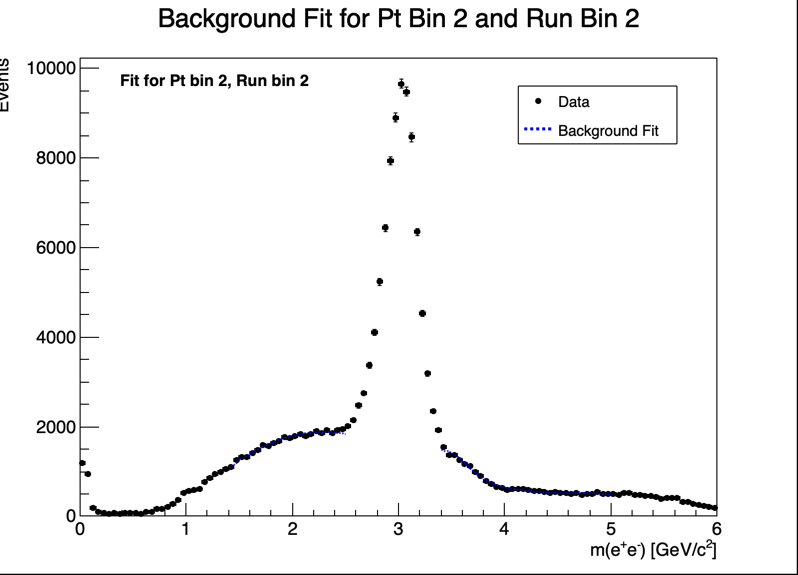 Background Fit for Pt Bin 2 and Run Bin 2
Events
Fit for Pt bin 2, Run bin 2
Data
Background Fit
10000
8000
6000
4000
2000
0
0 1 2 3 4 5 6
m(e⁺e⁻) [GeV/c²]